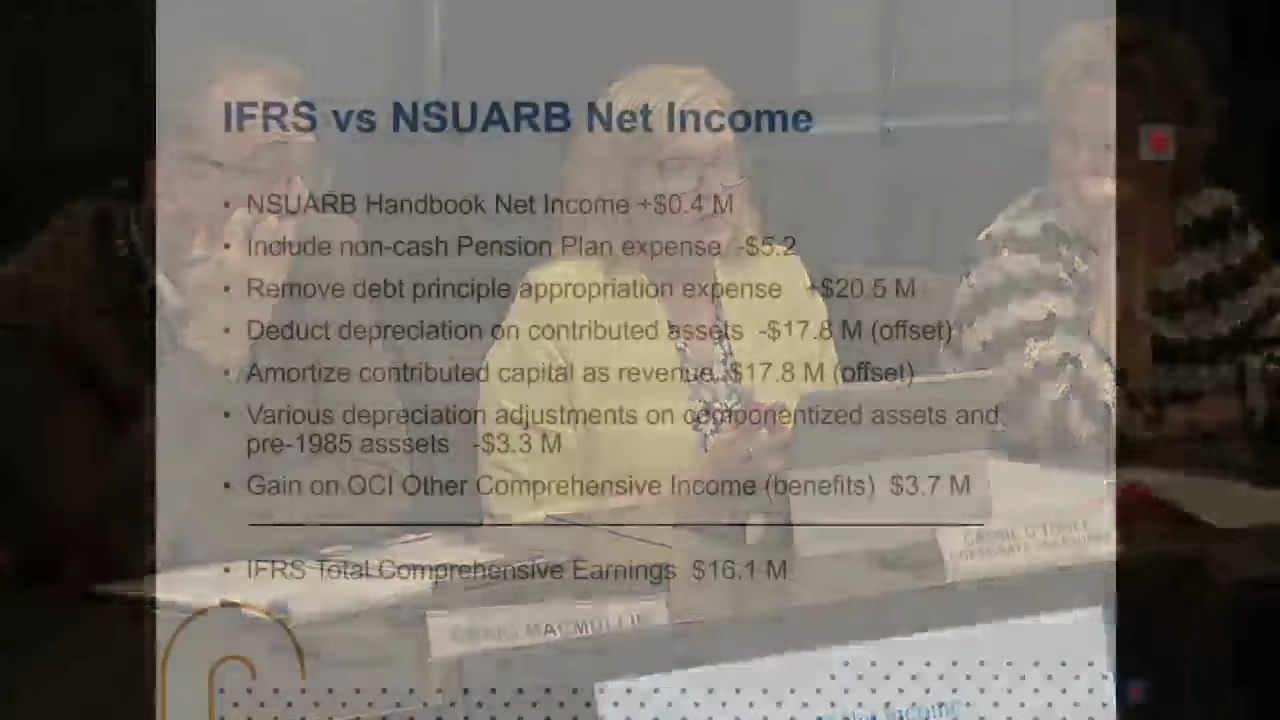 IFRS vs NSUARB Net Income
• NSUARB Handbook Net Income +$0.4 M
• Include non-cash Pension Plan expense -$5.2
• Remove debt principle appropriation expense +$20.5 M
• Deduct depreciation on contributed assets -$17.8 M (offset)
• Amortize contributed capital as revenue $17.8 M (offset)
• Various depreciation adjustments on componentized assets and
pre-1985 asssets -$3.3 M
• Gain on OCI Other Comprehensive Income (benefits) $3.7 M
• IFRS Total Comprehensive Earnings $16.1 M
CRAIG MACMULLIN